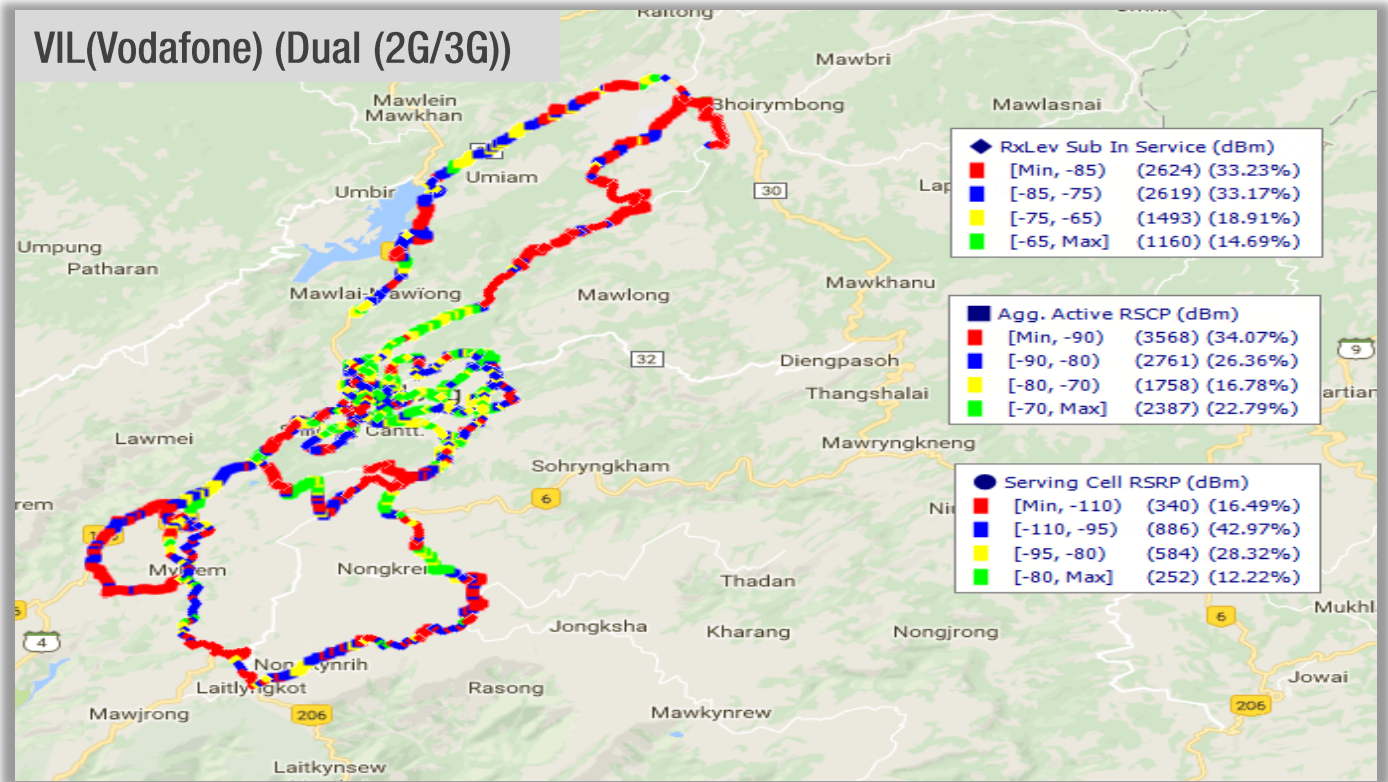 VIL(Vodafone) (Dual (2G/3G))
Raitong
Mawbri
Mawlein
Mawkhan
Bhoirymbong
Mawlasnai
RxLev Sub In Service (dBm)
[Min, -85) (2624) (33.23%)
[-85, -75) (2619) (33.17%)
[-75, -65) (1493) (18.91%)
[-65, Max] (1160) (14.69%)
Umiam
Umbir
30
Lap
Umpung
Patharan
Mawkhanu
Mawlai-Mawïong
Mawlong
Agg. Active RSCP (dBm)
[Min, -90) (3568) (34.07%)
[-90, -80) (2761) (26.36%)
[-80, -70) (1758) (16.78%)
[-70, Max] (2387) (22.79%)
32
Diengpasoh
9
Thangshalai
artian
Cantt.
Lawmei
Mawryngkneng
Sohryngkham
6
Serving Cell RSRP (dBm)
[Min, -110) (340) (16.49%)
[-110, -95) (886) (42.97%)
[-95, -80) (584) (28.32%)
[-80, Max] (252) (12.22%)
rem
Nongkrem
Thadan
6
Mukhl
4
Jongksha
Kharang
Nongjrong
Laitlyngkot
Rasong
Jowai
Mawjrong
206
Mawkynrew
206
Laitkynsew